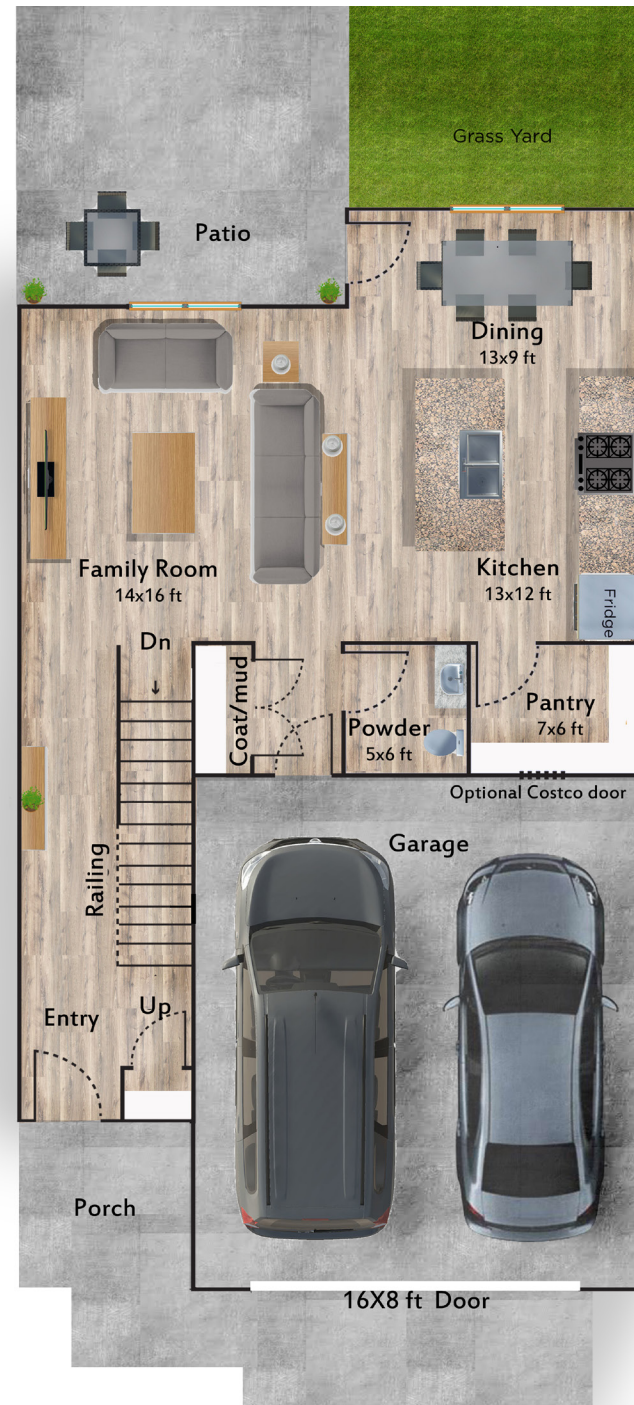 Grass Yard
Patio
Dining
13x9 ft
Family Room
14x16 ft
Kitchen
13x12 ft
Fridge
Dn
↓
Coat/mud
Powder
5x6 ft
Pantry
7x6 ft
Optional Costco door
Garage
Railing
Up
Entry
Porch
16X8 ft Door